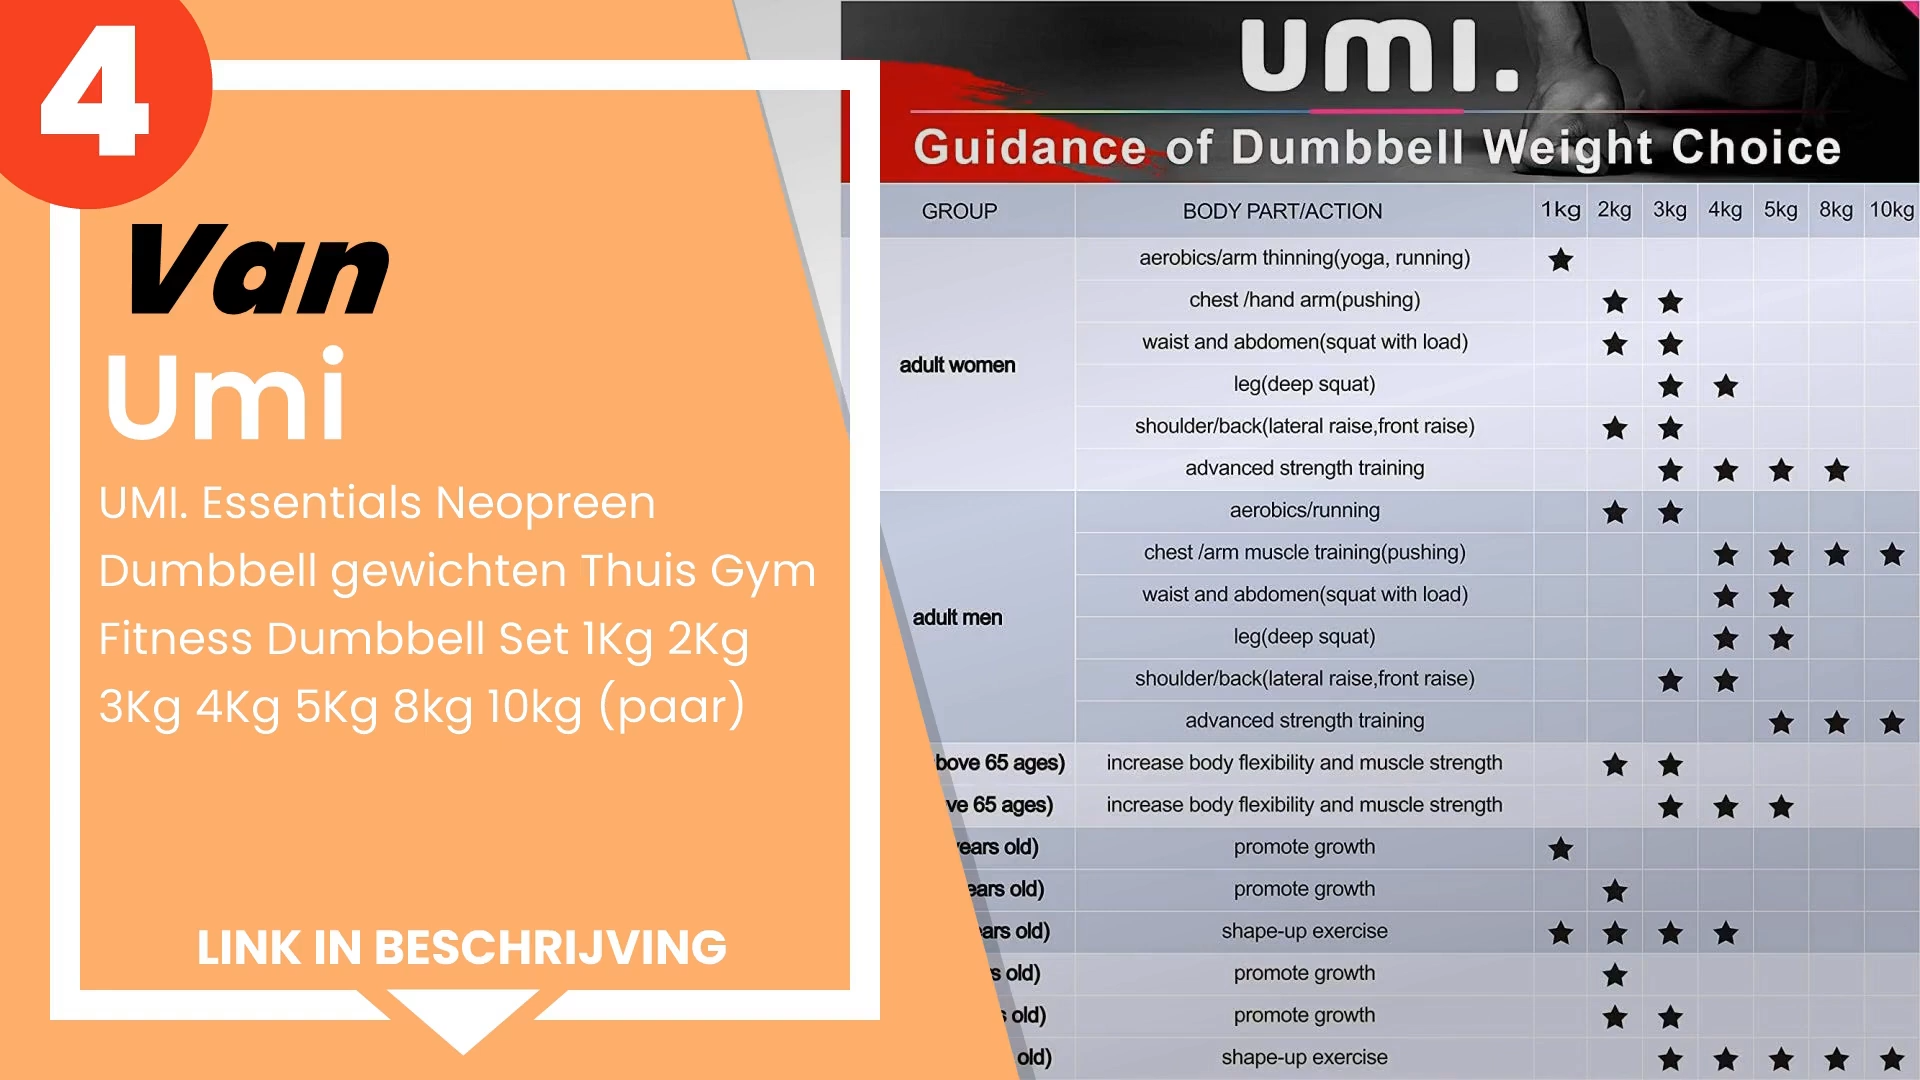 4
Van
Umi
UMI. Essentials Neopreen
Dumbbell gewichten Thuis Gym
Fitness Dumbbell Set 1Kg 2Kg
3Kg 4Kg 5Kg 8kg 10kg (paar)
LINK IN BESCHRIJVING
umi.
Guidance of Dumbbell Weight Choice
GROUP BODY PART/ACTION 1kg 2kg 3kg 4kg 5kg 8kg 10kg
adult women
aerobics/arm thinning(yoga, running) ★
chest /hand arm(pushing) ★ ★
waist and abdomen(squat with load) ★ ★
leg(deep squat) ★ ★
shoulder/back(lateral raise,front raise) ★ ★
advanced strength training ★ ★ ★ ★
adult men
aerobics/running ★ ★
chest /arm muscle training(pushing) ★ ★ ★ ★
waist and abdomen(squat with load) ★ ★
leg(deep squat) ★ ★
shoulder/back(lateral raise,front raise) ★ ★
advanced strength training ★ ★ ★
65 ages) increase body flexibility and muscle strength ★ ★
65 ages) increase body flexibility and muscle strength ★ ★ ★
old) promote growth ★
old) promote growth ★
old) shape-up exercise ★ ★ ★ ★
old) promote growth ★
old) promote growth ★ ★
old) shape-up exercise ★ ★ ★ ★ ★